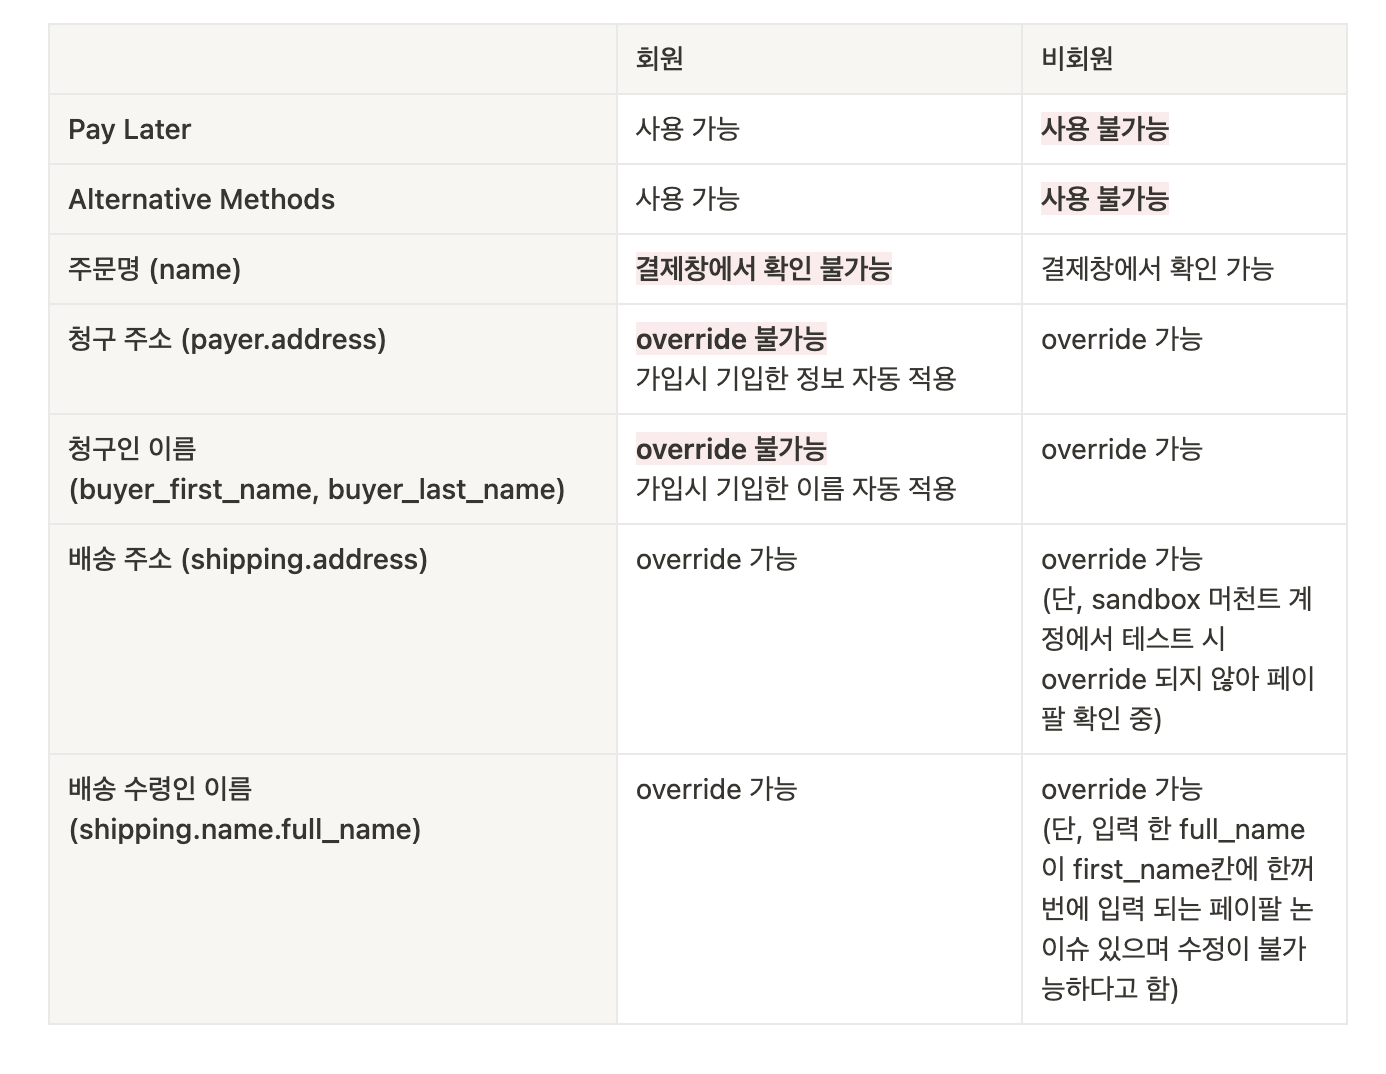 회원
비회원
Pay Later
사용 가능
사용 불가능
Alternative Methods
사용 가능
사용 불가능
주문명 (name)
결제창에서 확인 불가능
결제창에서 확인 가능
청구 주소 (payer.address)
override 불가능
가입시 기입한 정보 자동 적용
override 가능
청구인 이름
(buyer_first_name, buyer_last_name)
override 불가능
가입시 기입한 이름 자동 적용
override 가능
배송 주소 (shipping.address)
override 가능
override 가능
(단, sandbox 머천트 계
정에서 테스트 시
override 되지 않아 페이
팔 확인 중)
배송 수령인 이름
(shipping.name.full_name)
override 가능
override 가능
(단, 입력 한 full_name
이 first_name칸에 한꺼
번에 입력 되는 페이팔 논
이슈 있으며 수정이 불가
능하다고 함)